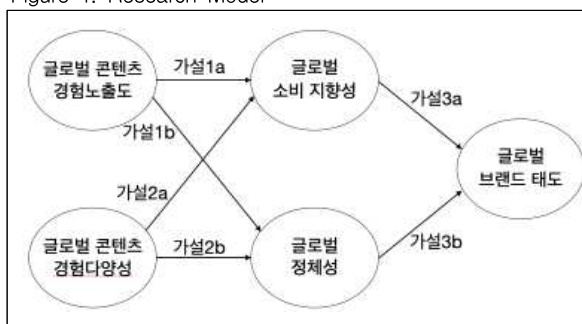 Figure 1. Research Model
글로벌 콘텐츠
경험노출도
가설1a
글로벌
소비 지향성
가설3a
가설1b
글로벌
브랜드 태도
가설2a
글로벌 콘텐츠
경험다양성
가설2b
글로벌
정체성
가설3b